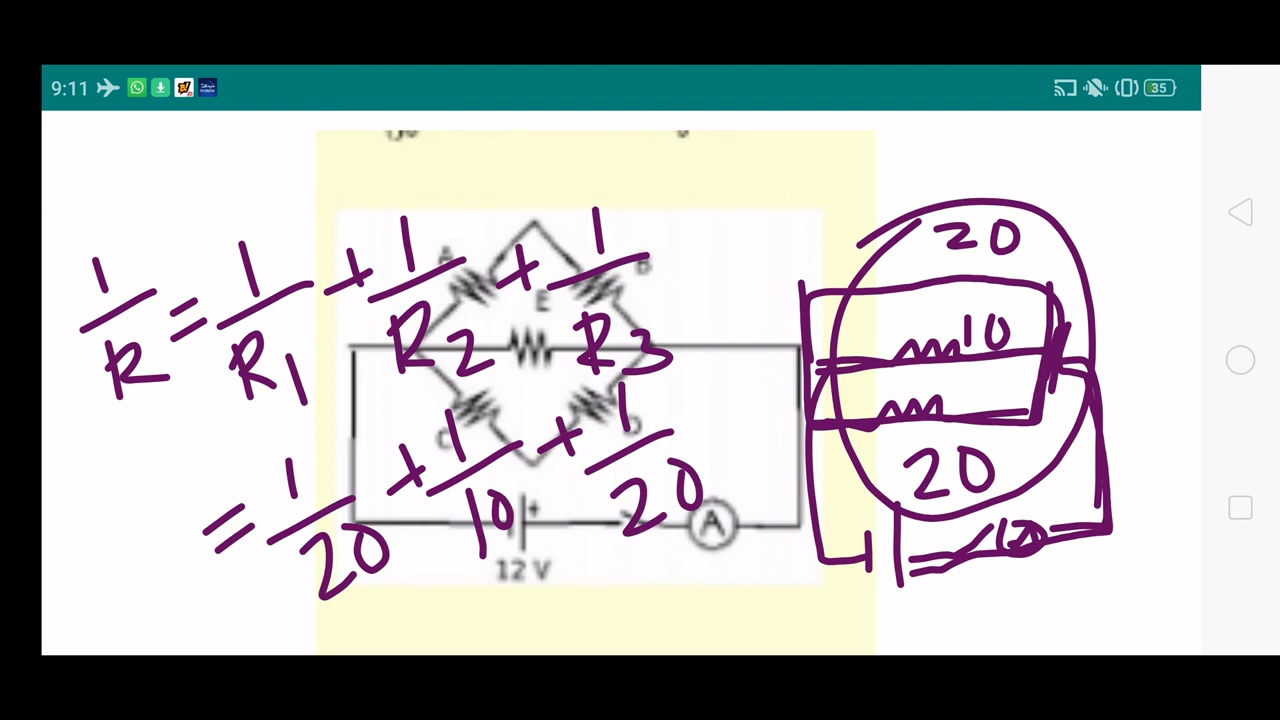 9:11
35
A
B
E
C
D
+
A
12 V
1/R = 1/R1 + 1/R2 + 1/R3
= 1/20 + 1/10 + 1/20
20
10
20